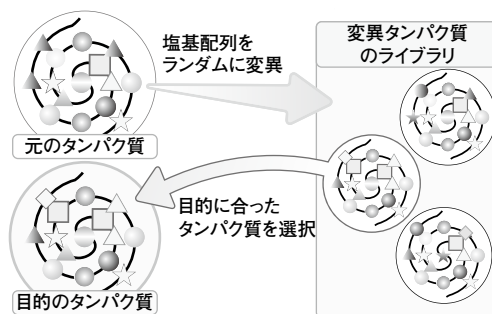 塩基配列を
ランダムに変異
変異タンパク質
のライブラリ
元のタンパク質
目的に合った
タンパク質を選択
目的のタンパク質